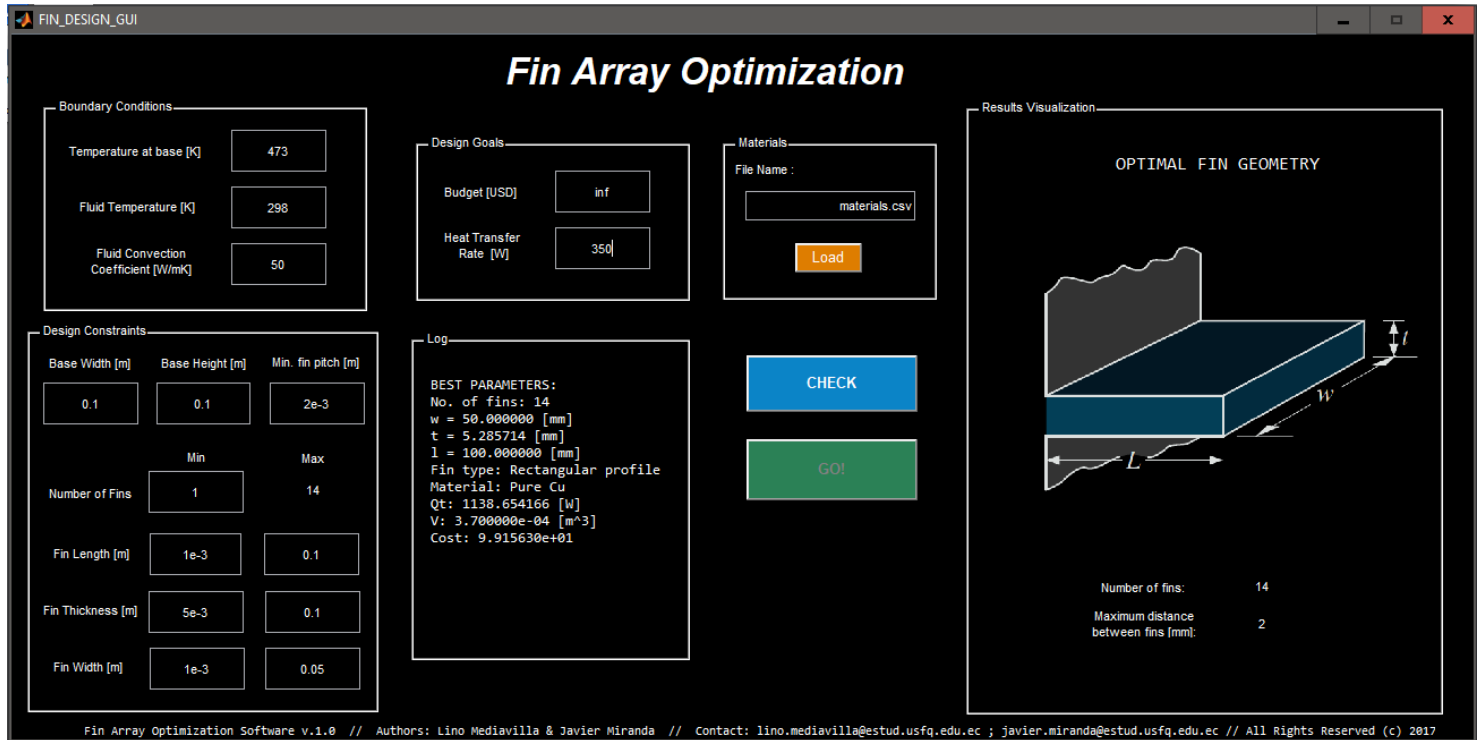 FIN_DESIGN_GUI
Fin Array Optimization
Boundary Conditions
Temperature at base [K] 473
Fluid Temperature [K] 298
Fluid Convection
Coefficient [W/mK] 50
Design Goals
Budget [USD] inf
Heat Transfer
Rate [W] 350
Materials
File Name :
materials.csv
Load
Design Constraints
Base Width [m] Base Height [m] Min. fin pitch [m]
0.1 0.1 2e-3
Min Max
Number of Fins 1 14
Fin Length [m] 1e-3 0.1
Fin Thickness [m] 5e-3 0.1
Fin Width [m] 1e-3 0.05
Log
BEST PARAMETERS:
No. of fins: 14
w = 50.000000 [mm]
t = 5.285714 [mm]
l = 100.000000 [mm]
Fin type: Rectangular profile
Material: Pure Cu
Qt: 1138.654166 [W]
V: 3.700000e-04 [m^3]
Cost: 9.915630e+01
CHECK
GO!
Results Visualization
OPTIMAL FIN GEOMETRY
t
w
L
Number of fins: 14
Maximum distance
between fins [mm]: 2
Fin Array Optimization Software v.1.0 // Authors: Lino Mediavilla & Javier Miranda // Contact: lino.mediavilla@estud.usfq.edu.ec ; javier.miranda@estud.usfq.edu.ec // All Rights Reserved (c) 2017